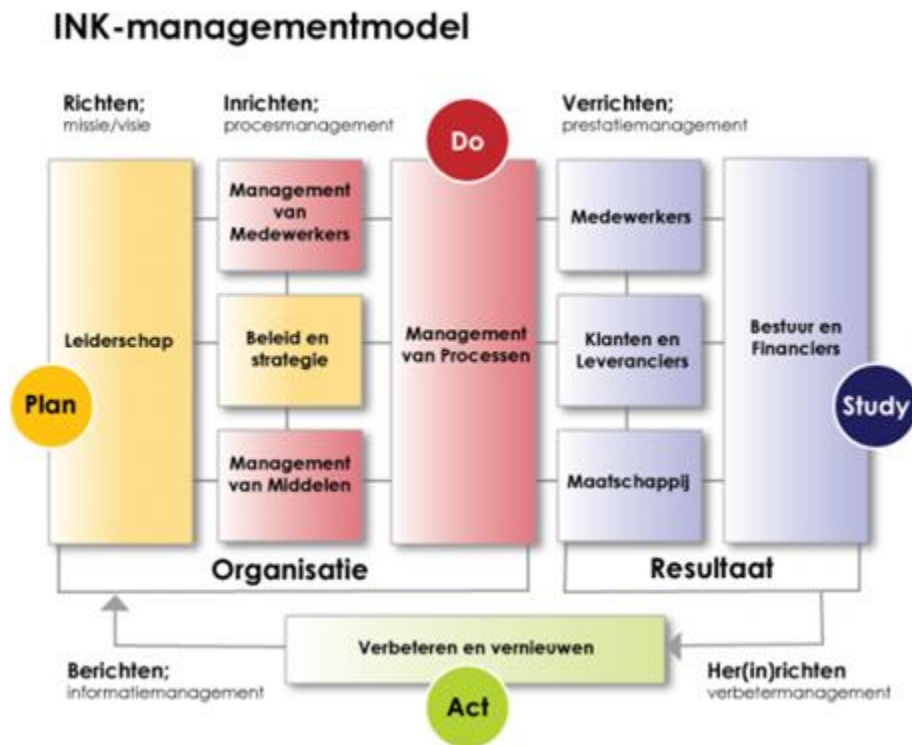 INK-managementmodel
Richten;
missie/visie
Inrichten;
procesmanagement
Do
Verrichten;
prestatiemanagement
Management
van
Medewerkers
Medewerkers
Leiderschap
Beleid en
strategie
Management
van Processen
Klanten en
Leveranciers
Bestuur en
Financiers
Plan
Study
Management
van Middelen
Maatschappij
Organisatie
Resultaat
Verbeteren en vernieuwen
Berichten;
informatiemanagement
Her(in)richten
verbetermanagement
Act